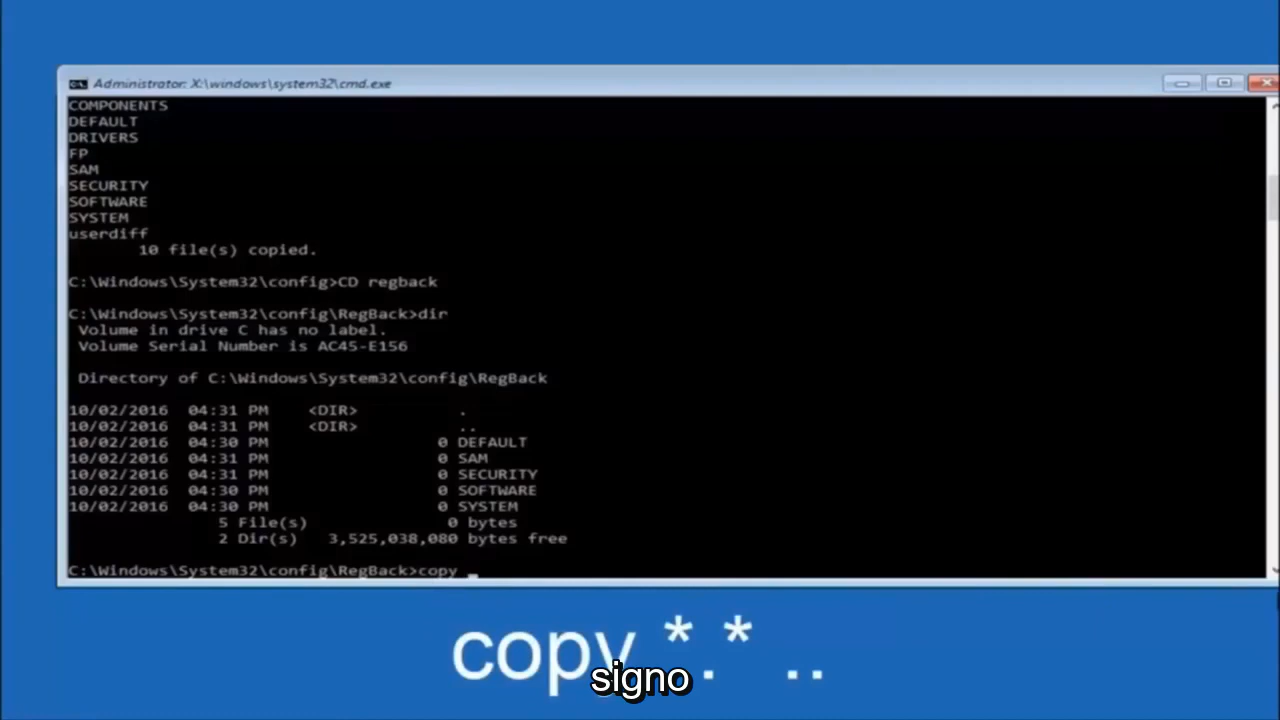 Administrator: X:\windows\system32\cmd.exe
COMPONENTS
DEFAULT
DRIVERS
FP
SAM
SECURITY
SOFTWARE
SYSTEM
userdiff
10 file(s) copied.
C:\Windows\System32\config>CD regback
C:\Windows\System32\config\RegBack>dir
Volume in drive C has no label.
Volume Serial Number is AC45-E156
Directory of C:\Windows\System32\config\RegBack
10/02/2016 04:31 PM <DIR> .
10/02/2016 04:31 PM <DIR> ..
10/02/2016 04:30 PM 0 DEFAULT
10/02/2016 04:31 PM 0 SAM
10/02/2016 04:31 PM 0 SECURITY
10/02/2016 04:30 PM 0 SOFTWARE
10/02/2016 04:30 PM 0 SYSTEM
5 File(s) 0 bytes
2 Dir(s) 3,525,038,080 bytes free
C:\Windows\System32\config\RegBack>copy _
copy *.* ..
signo